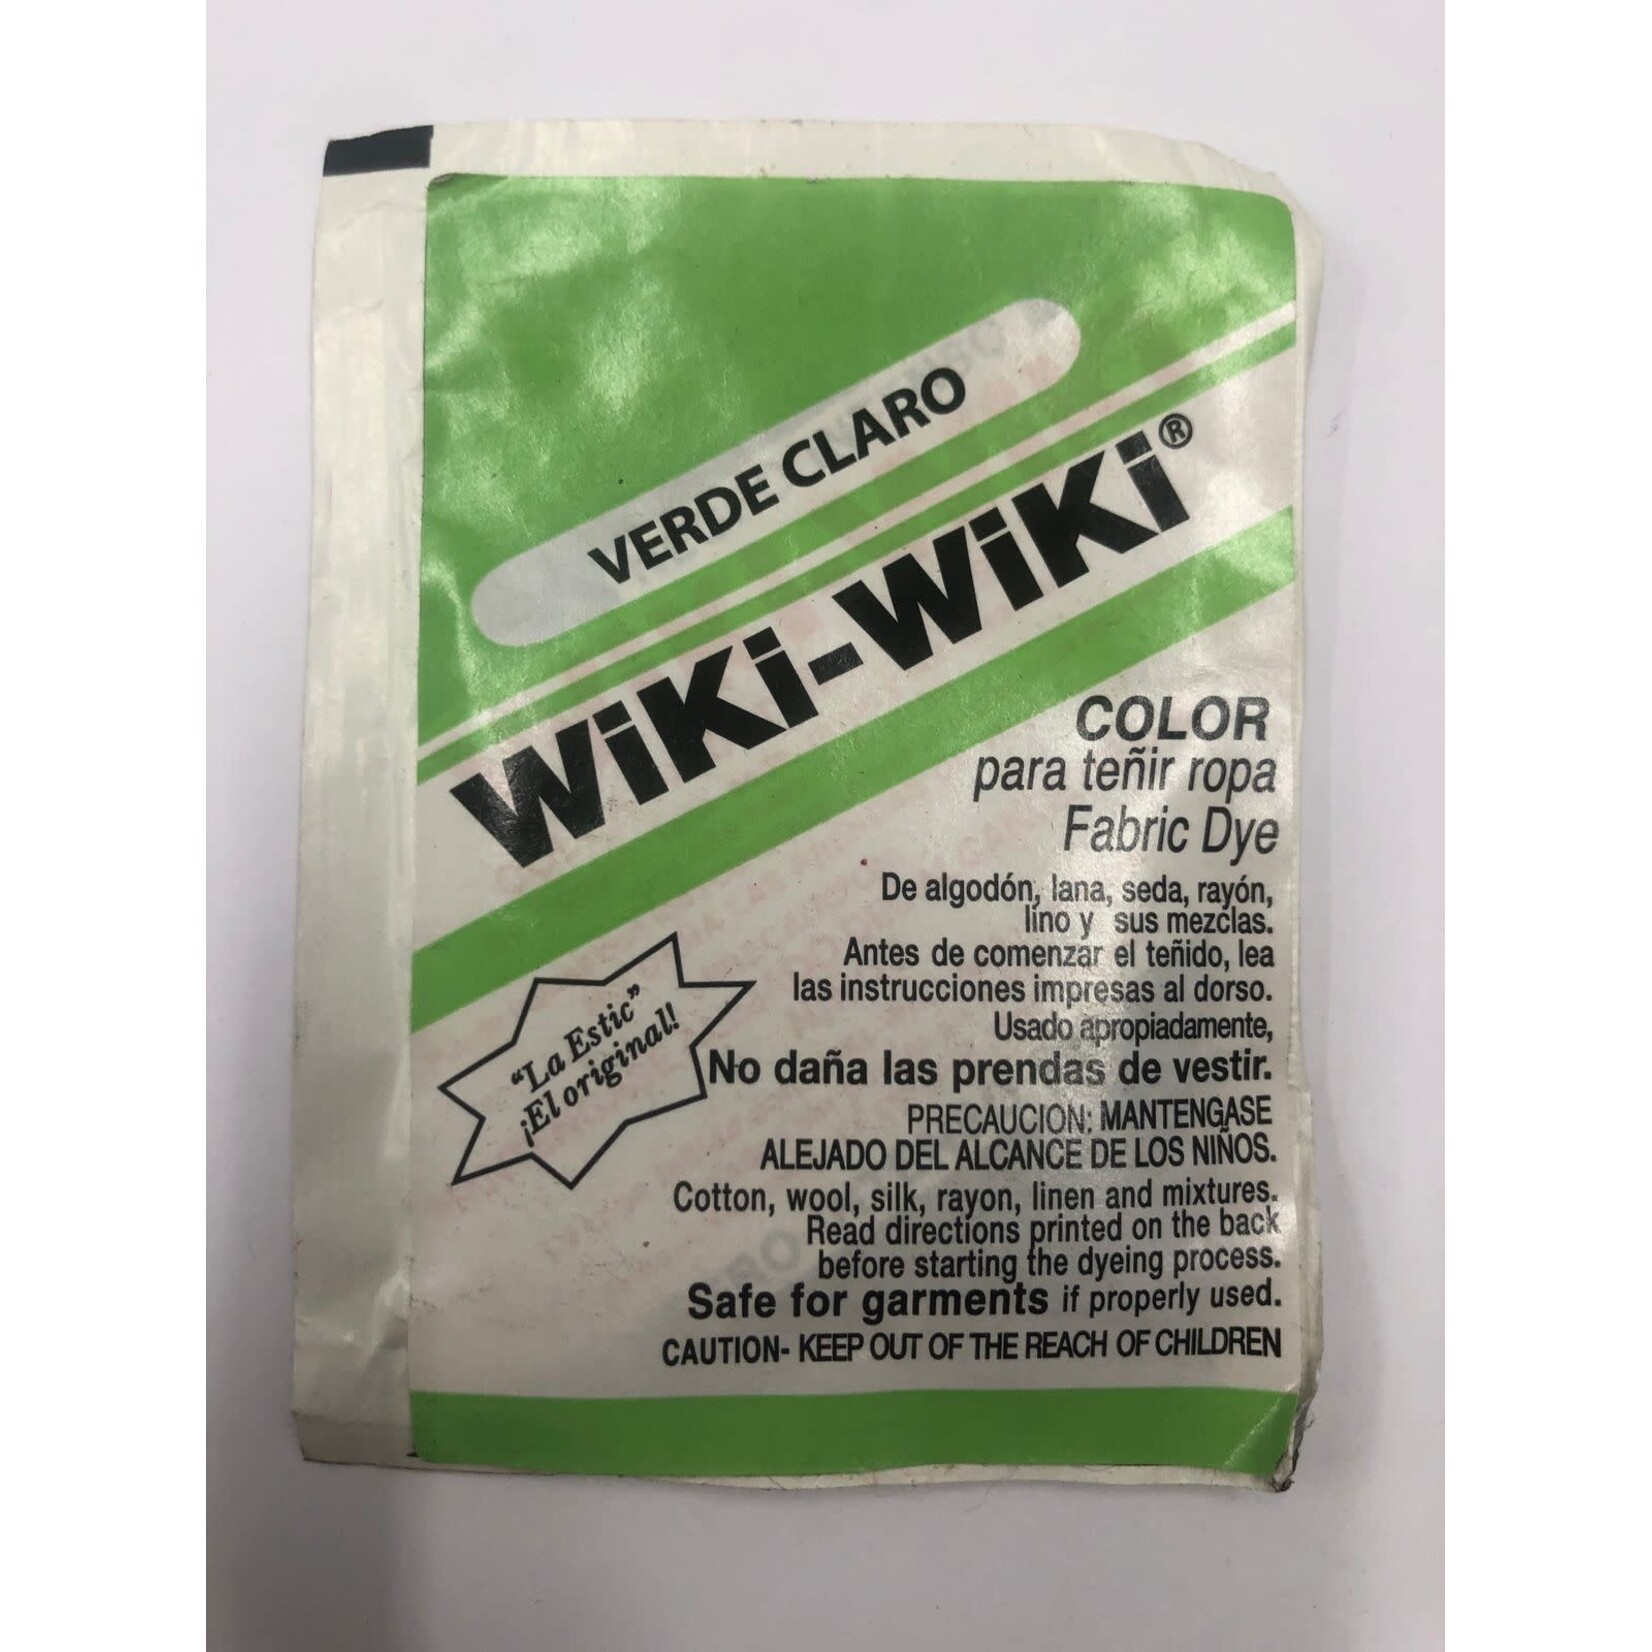 VERDE CLARO
WiKi-WiKi®
COLOR
para teñir ropa
Fabric Dye
De algodón, lana, seda, rayón,
lino y sus mezclas.
Antes de comenzar el teñido, lea
las instrucciones impresas al dorso.
Usado apropiadamente,
No daña las prendas de vestir.
"La Estic"
¡El original!
PRECAUCION: MANTENGASE
ALEJADO DEL ALCANCE DE LOS NIÑOS.
Cotton, wool, silk, rayon, linen and mixtures.
Read directions printed on the back
before starting the dyeing process.
Safe for garments if properly used.
CAUTION- KEEP OUT OF THE REACH OF CHILDREN